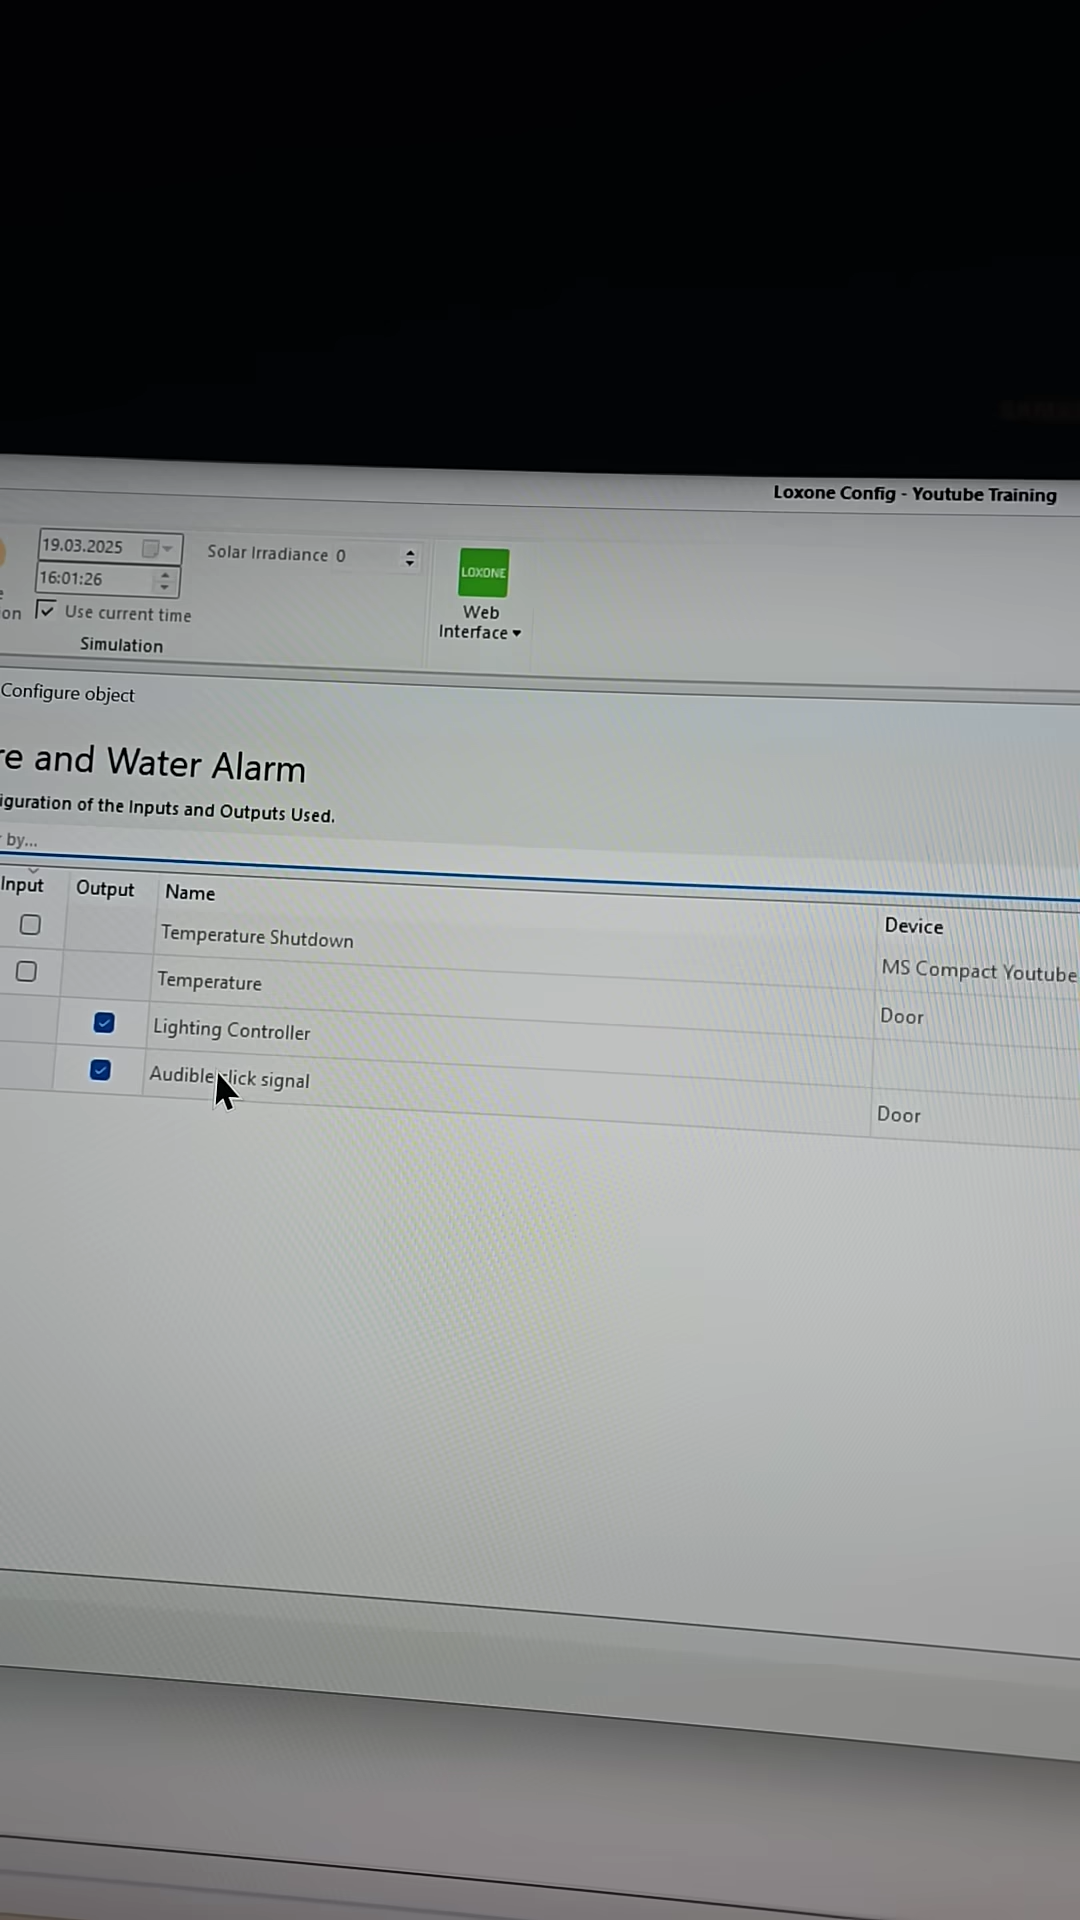 Loxone Config - Youtube Training
19.03.2025
Solar Irradiance 0
LOXONE
16:01:26
Web
Interface
on
Use current time
Simulation
Configure object
re and Water Alarm
iguration of the Inputs and Outputs Used.
by...
Input Output Name Device
Temperature Shutdown MS Compact Youtube
Temperature Door
Lighting Controller
Audible click signal Door